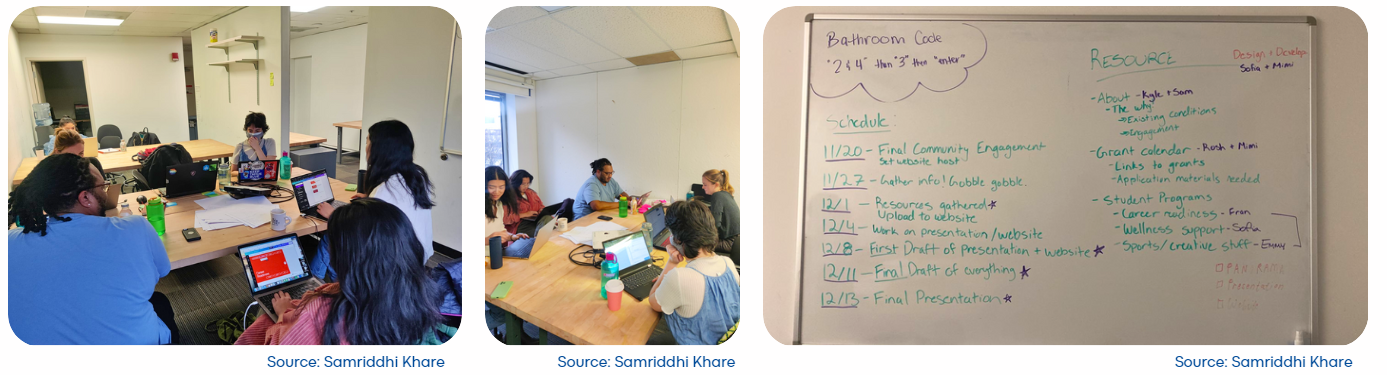 Bathroom Code
"2 & 4" then "3" then "enter"
Schedule:
11/20 - Final Community Engagement
Set website host
11/27 - Gather info! Gobble gobble.
12/1 - Resources gathered ★
Upload to website
12/4 - Work on presentation/website
12/8 - First Draft of presentation + website ★
12/11 - Final Draft of everything ★
12/13 - Final Presentation ★
RESOURCE
Design + Develop
Sofia + Mimi
- About - Kyle + Sam
- The why
→ Existing conditions
→ Engagement
- Grant calendar - Rosh + Mimi
- Links to grants
- Application materials needed
- Student Programs
- Career readiness - Fran
- Wellness support - Sofia
- Sports/creative stuff - Emmy
Presentation
Source: Samriddhi Khare
Source: Samriddhi Khare
Source: Samriddhi Khare